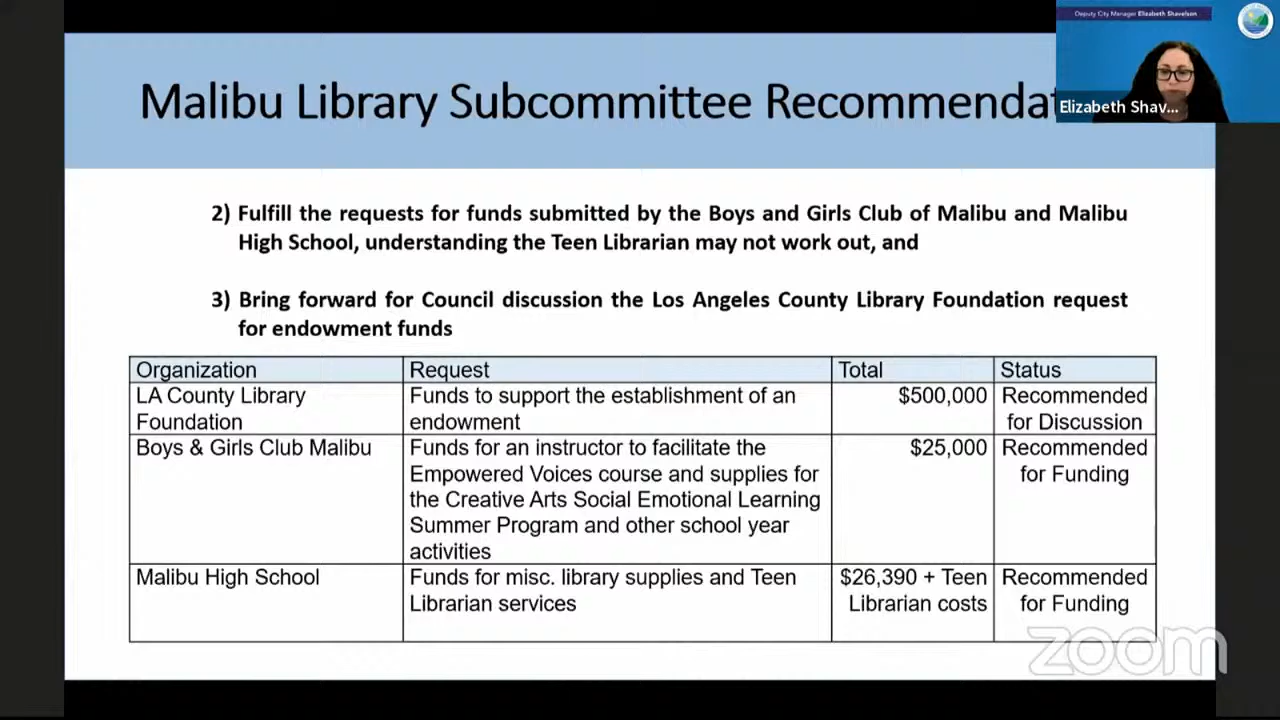 Deputy City Manager Elizabeth Shavelson
Malibu Library Subcommittee Recommendat
Elizabeth Shav...
2) Fulfill the requests for funds submitted by the Boys and Girls Club of Malibu and Malibu
High School, understanding the Teen Librarian may not work out, and
3) Bring forward for Council discussion the Los Angeles County Library Foundation request
for endowment funds
Organization Request Total Status
LA County Library Funds to support the establishment of an $500,000 Recommended
Foundation endowment for Discussion
Boys & Girls Club Malibu Funds for an instructor to facilitate the $25,000 Recommended
Empowered Voices course and supplies for for Funding
the Creative Arts Social Emotional Learning
Summer Program and other school year
activities
Malibu High School Funds for misc. library supplies and Teen $26,390 + Teen Recommended
Librarian services Librarian costs for Funding
zoom